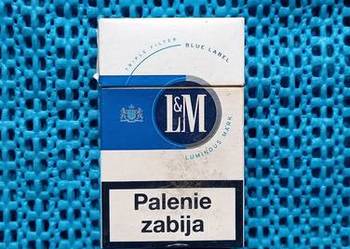 TRIPLE FILTER BLUE LABEL
L&M
LUMINOUS MARK
Palenie
zabija